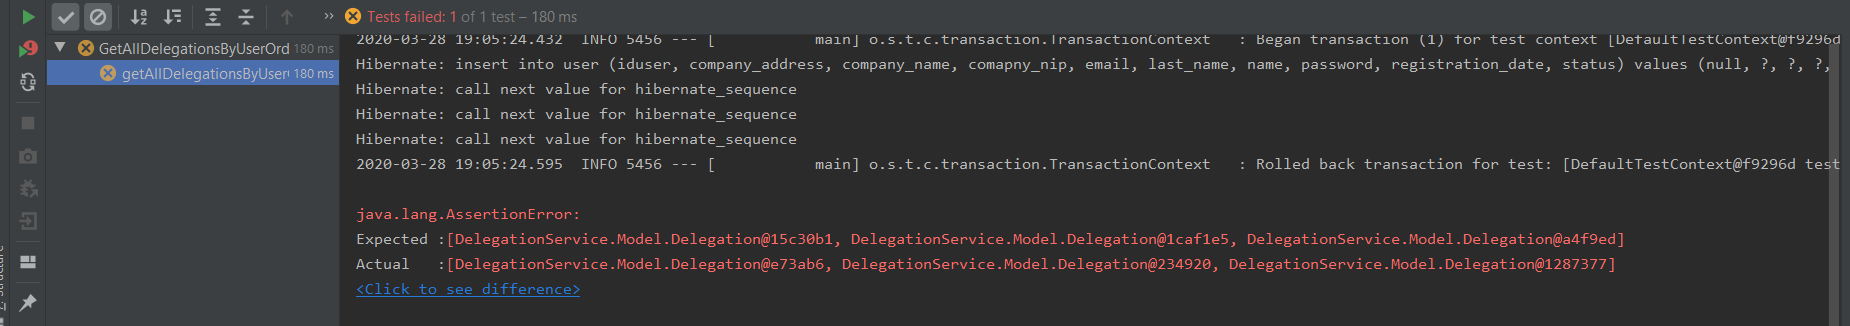 Tests failed: 1 of 1 test – 180 ms
GetAllDelegationsByUserOrd 180 ms
getAllDelegationsByUser 180 ms
2020-03-28 19:05:24.432  INFO 5456 --- [           main] o.s.t.c.transaction.TransactionContext   : Began transaction (1) for test context [DefaultTestContext@f9296d
Hibernate: insert into user (iduser, company_address, company_name, comapny_nip, email, last_name, name, password, registration_date, status) values (null, ?, ?, ?,
Hibernate: call next value for hibernate_sequence
Hibernate: call next value for hibernate_sequence
Hibernate: call next value for hibernate_sequence
2020-03-28 19:05:24.595  INFO 5456 --- [           main] o.s.t.c.transaction.TransactionContext   : Rolled back transaction for test: [DefaultTestContext@f9296d test
java.lang.AssertionError:
Expected :[DelegationService.Model.Delegation@15c30b1, DelegationService.Model.Delegation@1caf1e5, DelegationService.Model.Delegation@a4f9ed]
Actual   :[DelegationService.Model.Delegation@e73ab6, DelegationService.Model.Delegation@234920, DelegationService.Model.Delegation@1287377]
<Click to see difference>